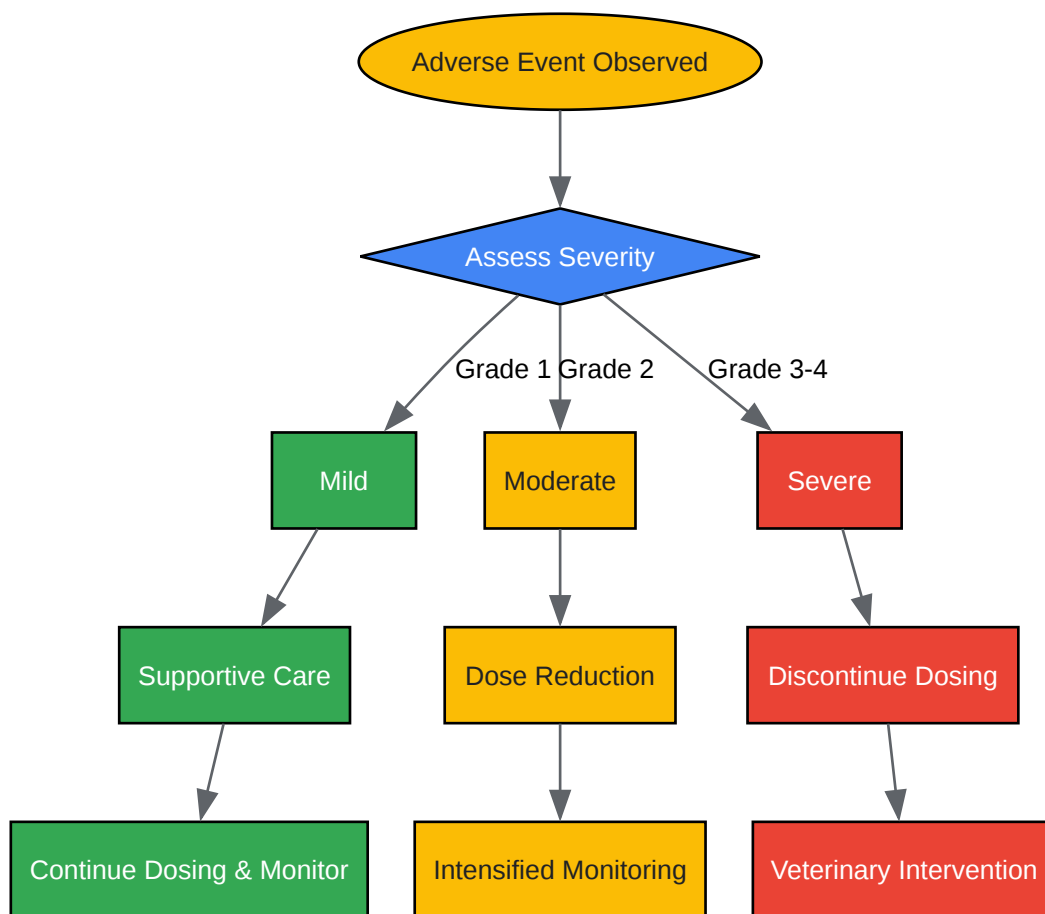 Adverse Event Observed
Assess Severity
Grade 1
Grade 2
Grade 3-4
Mild
Moderate
Severe
Supportive Care
Dose Reduction
Discontinue Dosing
Continue Dosing & Monitor
Intensified Monitoring
Veterinary Intervention